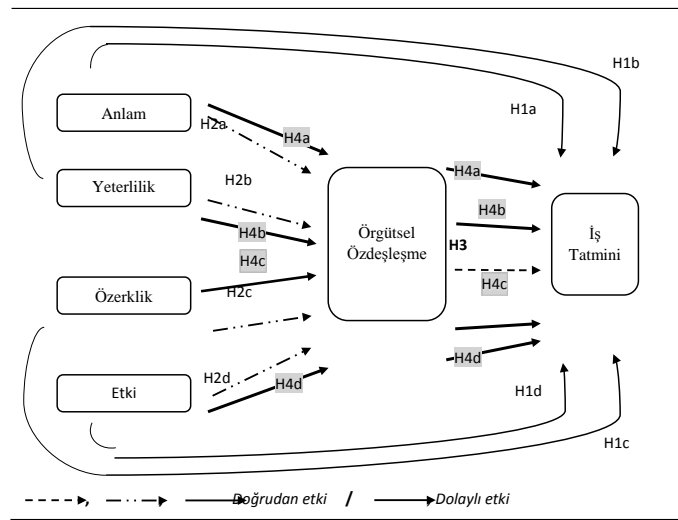 H1b
H1a
Anlam
H2a
H4a
H4a
Yeterlilik
H2b
H4b
H4b
Örgütsel
Özdeşleşme
H3
İş
Tatmini
H4c
H4c
Özerklik
H2c
H2d
H4d
H4d
Etki
H1d
H1c
, Doğrudan etki / Dolaylı etki